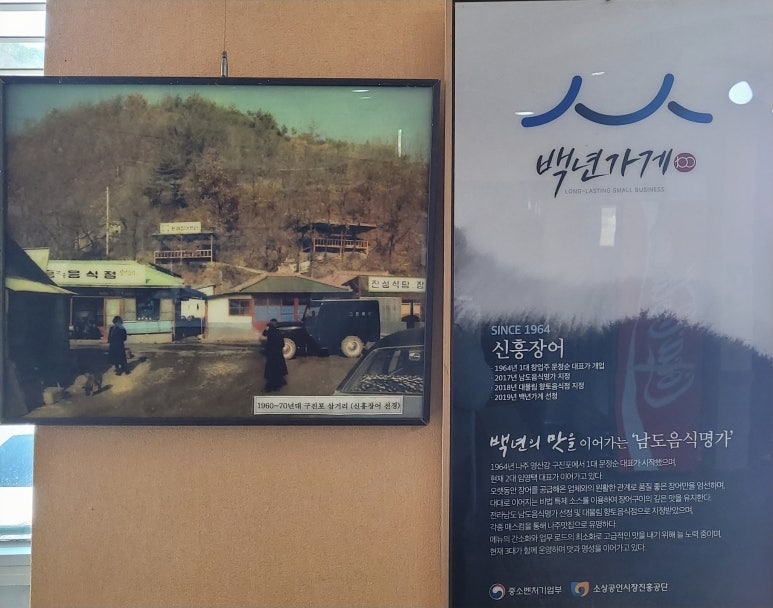 음식점
진성식당
1960~70년대 구진포 삼거리 (신흥장어 전경)
백년가게 100
LONG-LASTING SMALL BUSINESS
SINCE 1964
신흥장어
· 1964년 1대 창업주 문정순 대표가 개업
· 2017년 남도음식명가 지정
· 2018년 대물림 향토음식점 지정
· 2019년 백년가게 선정
백년의 맛을 이어가는 '남도음식명가'
1964년 나주 영산강 구진포에서 1대 문정순 대표가 시작했으며,
현재 2대 임영택 대표가 이어가고 있다.
오랫동안 장어를 공급해온 업체와의 원활한 관계로 품질 좋은 장어만을 엄선하며,
대대로 이어지는 비법 특제 소스를 이용하여 장어구이의 깊은 맛을 유지한다.
전라남도 남도음식명가 선정 및 대물림 향토음식점으로 지정받았으며,
각종 매스컴을 통해 나주맛집으로 유명하다.
메뉴의 간소화와 업무 로드의 최소화로 고급적인 맛을 내기 위해 늘 노력 중이며,
현재 3대가 함께 운영하며 맛과 명성을 이어가고 있다.
중소벤처기업부 소상공인시장진흥공단